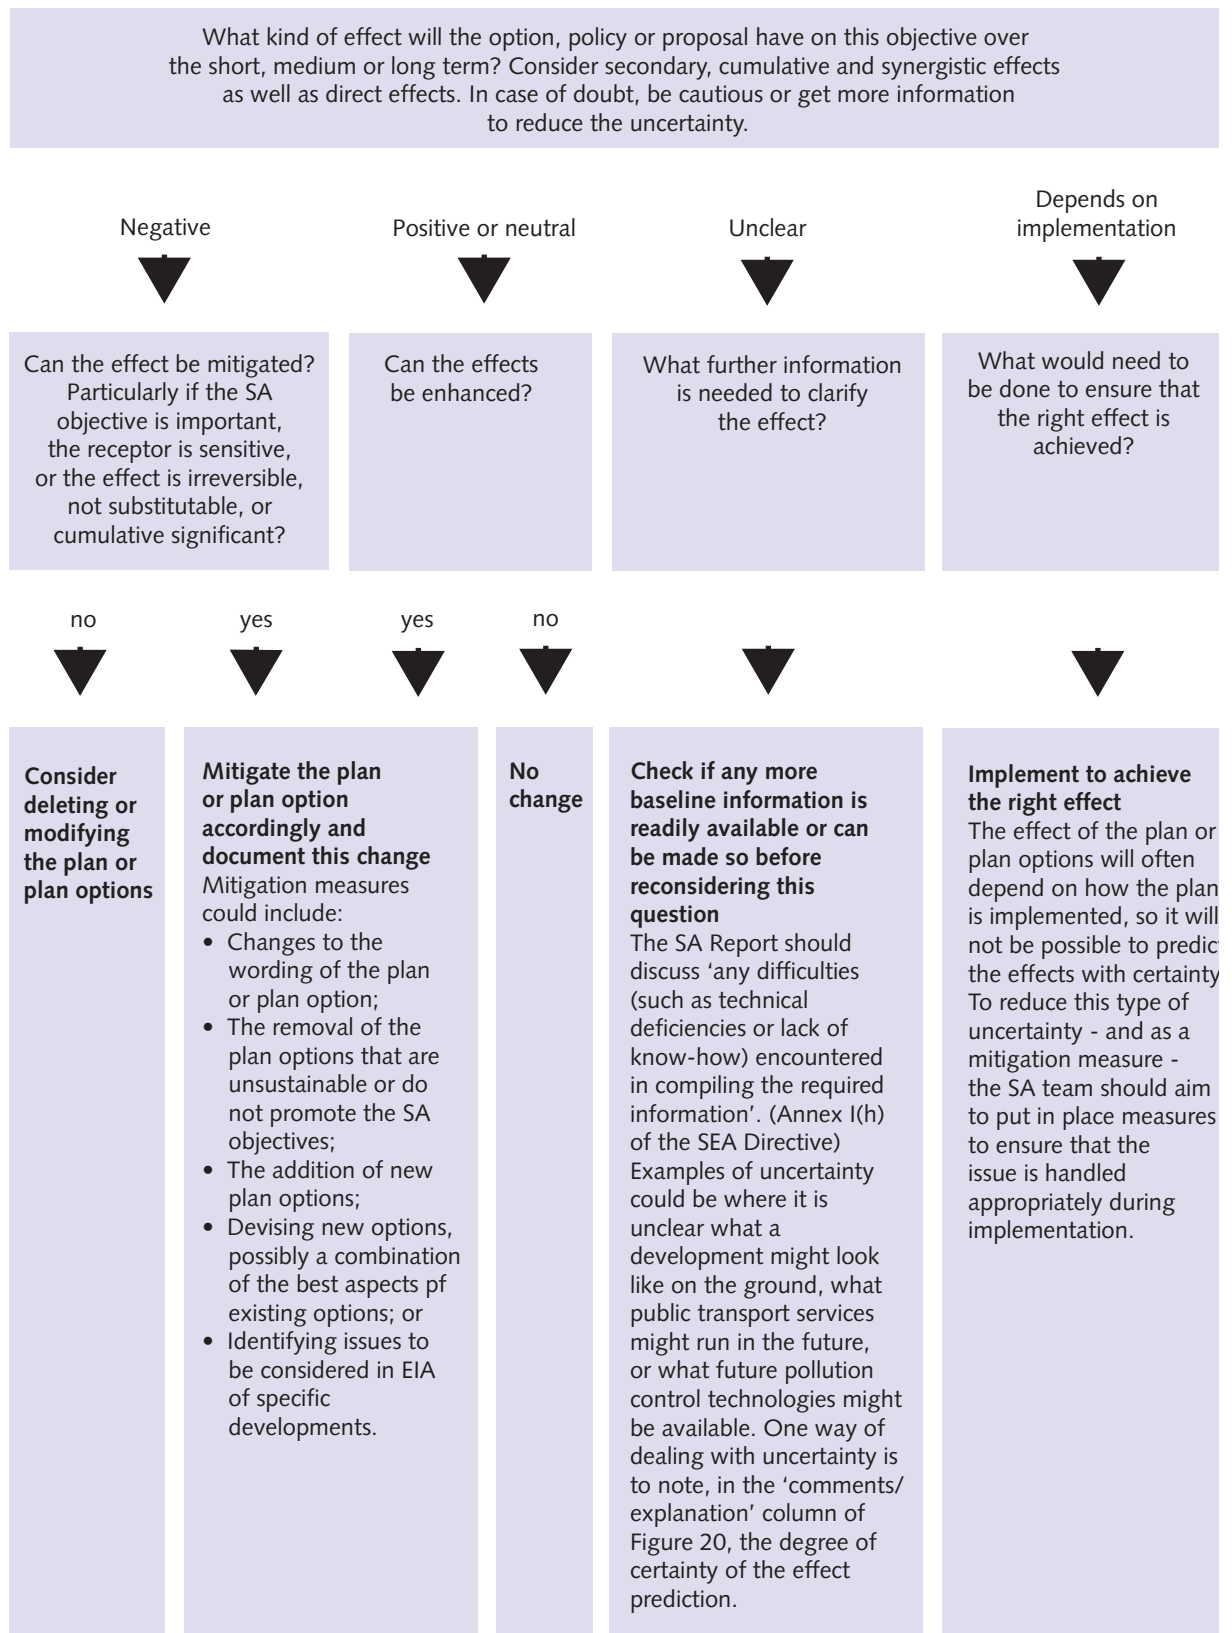 What kind of effect will the option, policy or proposal have on this objective over
the short, medium or long term? Consider secondary, cumulative and synergistic effects
as well as direct effects. In case of doubt, be cautious or get more information
to reduce the uncertainty.
Negative
Positive or neutral
Unclear
Depends on
implementation
Can the effect be mitigated?
Particularly if the SA
objective is important,
the receptor is sensitive,
or the effect is irreversible,
not substitutable, or
cumulative significant?
Can the effects
be enhanced?
What further information
is needed to clarify
the effect?
What would need to
be done to ensure that
the right effect is
achieved?
no
yes
yes
no
Consider
deleting or
modifying
the plan or
plan options
Mitigate the plan
or plan option
accordingly and
document this change
Mitigation measures
could include:
• Changes to the
wording of the plan
or plan option;
• The removal of the
plan options that are
unsustainable or do
not promote the SA
objectives;
• The addition of new
plan options;
• Devising new options,
possibly a combination
of the best aspects pf
existing options; or
• Identifying issues to
be considered in EIA
of specific
developments.
No
change
Check if any more
baseline information is
readily available or can
be made so before
reconsidering this
question
The SA Report should
discuss ‘any difficulties
(such as technical
deficiencies or lack of
know-how) encountered
in compiling the required
information’. (Annex I(h)
of the SEA Directive)
Examples of uncertainty
could be where it is
unclear what a
development might look
like on the ground, what
public transport services
might run in the future,
or what future pollution
control technologies might
be available. One way of
dealing with uncertainty is
to note, in the ‘comments/
explanation’ column of
Figure 20, the degree of
certainty of the effect
prediction.
Implement to achieve
the right effect
The effect of the plan or
plan options will often
depend on how the plan
is implemented, so it will
not be possible to predict
the effects with certainty
To reduce this type of
uncertainty - and as a
mitigation measure -
the SA team should aim
to put in place measures
to ensure that the
issue is handled
appropriately during
implementation.